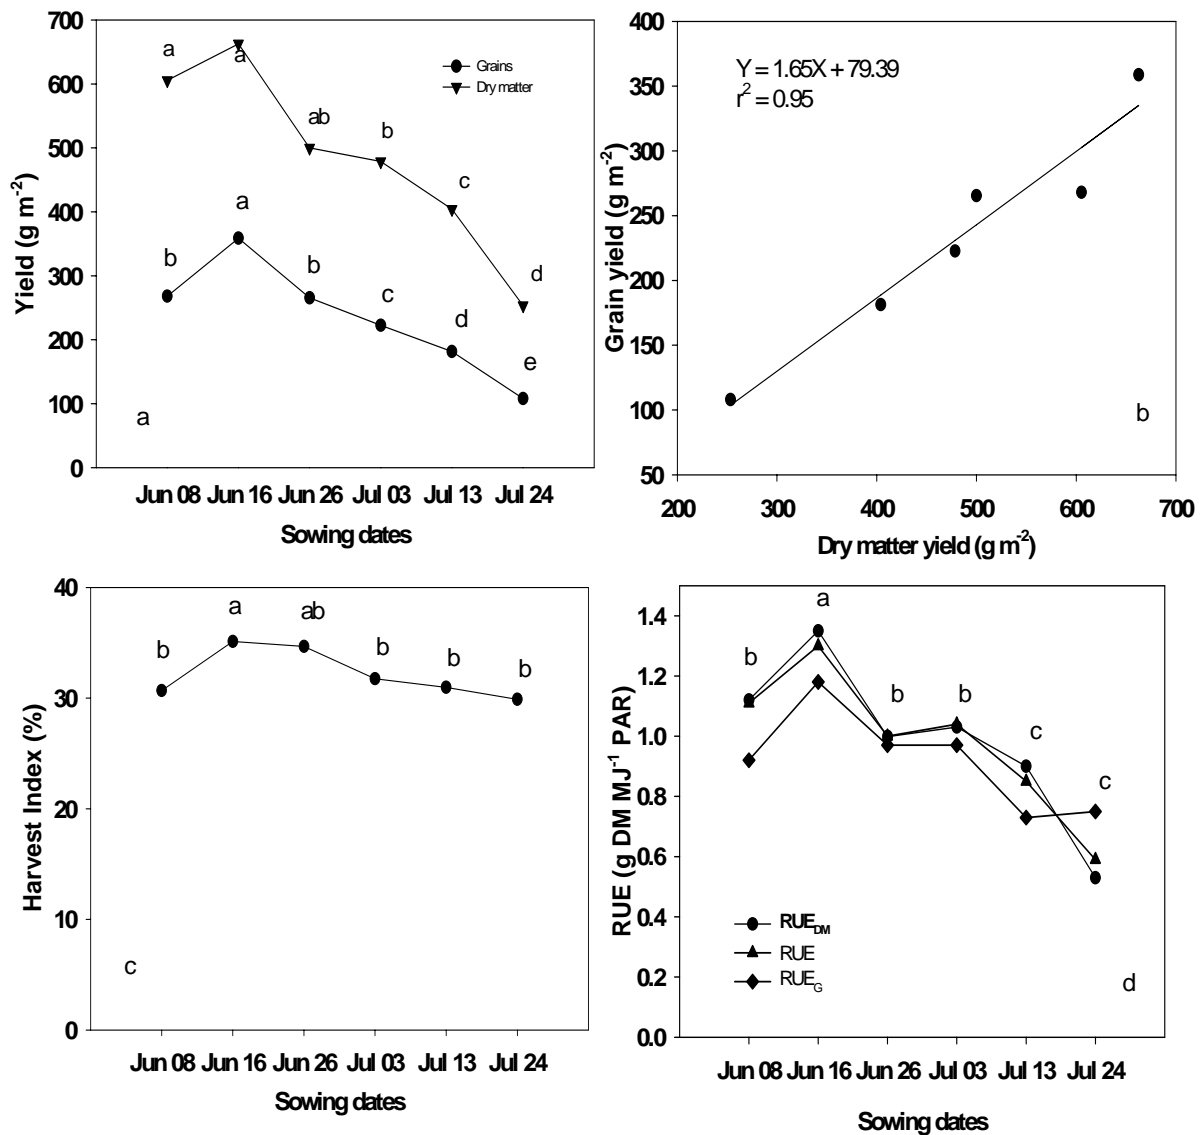 700
600
500
400
300
200
100
0
Yield (g m⁻²)
a
a
ab
b
c
d
a
b
b
c
d
e
a
Grains
Dry matter
Jun 08 Jun 16 Jun 26 Jul 03 Jul 13 Jul 24
Sowing dates
400
350
300
250
200
150
100
50
Grain yield (g m⁻²)
Y = 1.65X + 79.39
r² = 0.95
b
200 300 400 500 600 700
Dry matter yield (g m⁻²)
40
30
20
10
0
Harvest Index (%)
b
a
ab
b
b
b
c
Jun 08 Jun 16 Jun 26 Jul 03 Jul 13 Jul 24
Sowing dates
1.4
1.2
1.0
0.8
0.6
0.4
0.2
0.0
RUE (g DM MJ⁻¹ PAR)
a
b
b
b
c
c
RUE_DM
RUE
RUE_G
d
Jun 08 Jun 16 Jun 26 Jul 03 Jul 13 Jul 24
Sowing dates